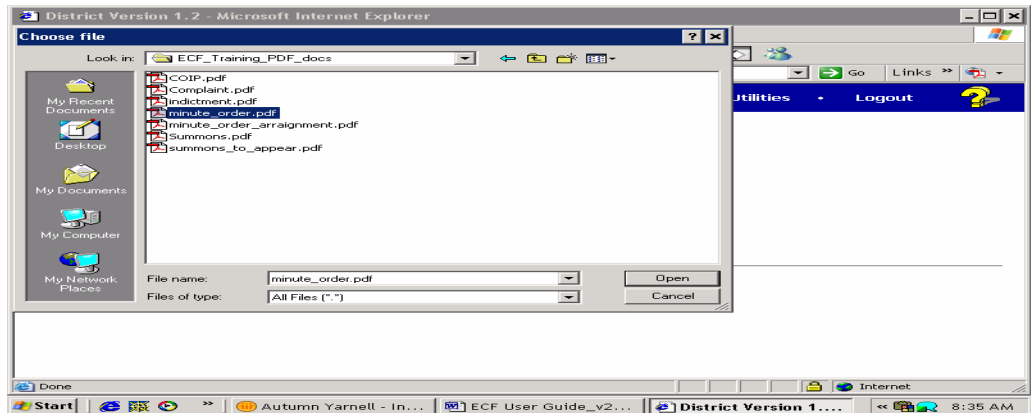 District Version 1.2 - Microsoft Internet Explorer
Choose file
Look in: ECF_Training_PDF_docs
Go Links »
My Recent Documents
Desktop
My Documents
My Computer
My Network Places
COIP.pdf
Complaint.pdf
indictment.pdf
minute_order.pdf
minute_order_arraignment.pdf
Summons.pdf
summons_to_appear.pdf
Utilities • Logout ?
File name: minute_order.pdf Open
Files of type: All Files (".") Cancel
Done Internet
Start » Autumn Yarnell - In... ECF User Guide_v2... District Version 1.... « 8:35 AM